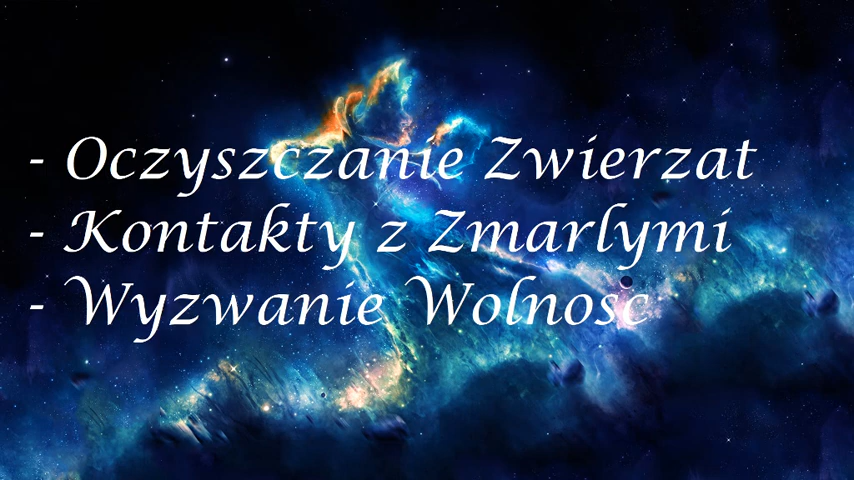 - Oczyszczanie Zwierzat
- Kontakty z Zmarlymi
- Wyzwanie Wolnosc